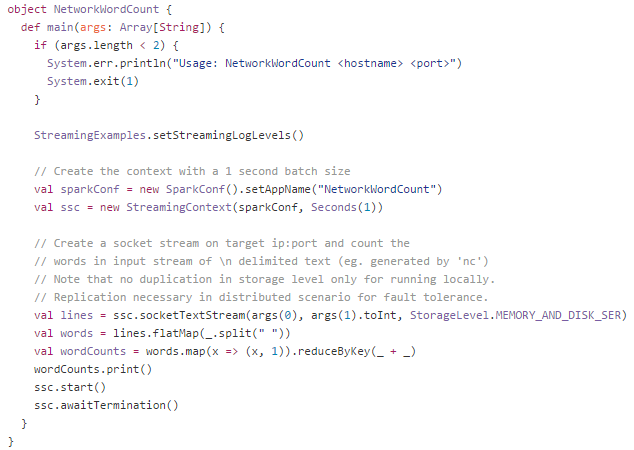 object NetworkWordCount {
  def main(args: Array[String]) {
    if (args.length < 2) {
      System.err.println("Usage: NetworkWordCount <hostname> <port>")
      System.exit(1)
    }

    StreamingExamples.setStreamingLogLevels()

    // Create the context with a 1 second batch size
    val sparkConf = new SparkConf().setAppName("NetworkWordCount")
    val ssc = new StreamingContext(sparkConf, Seconds(1))

    // Create a socket stream on target ip:port and count the
    // words in input stream of \n delimited text (eg. generated by 'nc')
    // Note that no duplication in storage level only for running locally.
    // Replication necessary in distributed scenario for fault tolerance.
    val lines = ssc.socketTextStream(args(0), args(1).toInt, StorageLevel.MEMORY_AND_DISK_SER)
    val words = lines.flatMap(_.split(" "))
    val wordCounts = words.map(x => (x, 1)).reduceByKey(_ + _)
    wordCounts.print()
    ssc.start()
    ssc.awaitTermination()
  }
}